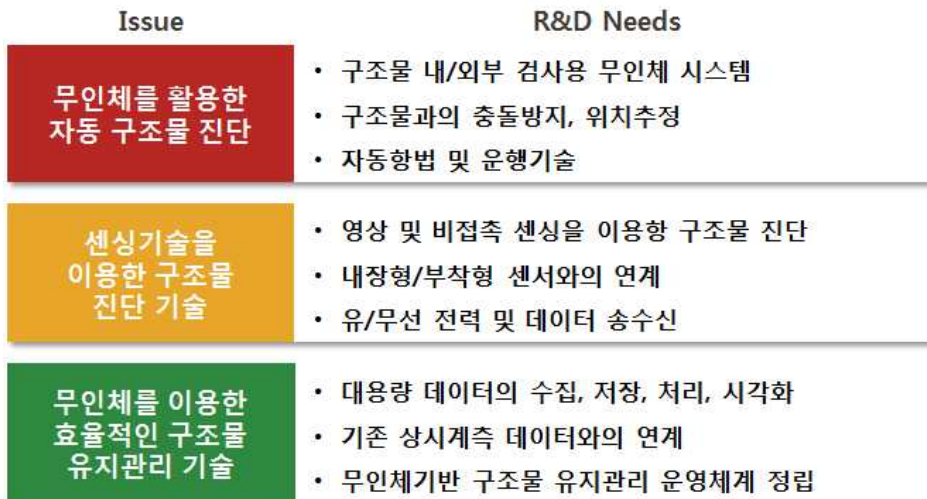 Issue
R&D Needs
무인체를 활용한
자동 구조물 진단
• 구조물 내/외부 검사용 무인체 시스템
• 구조물과의 충돌방지, 위치추정
• 자동항법 및 운행기술
센싱기술을
이용한 구조물
진단 기술
• 영상 및 비접촉 센싱을 이용항 구조물 진단
• 내장형/부착형 센서와의 연계
• 유/무선 전력 및 데이터 송수신
무인체를 이용한
효율적인 구조물
유지관리 기술
• 대용량 데이터의 수집, 저장, 처리, 시각화
• 기존 상시계측 데이터와의 연계
• 무인체기반 구조물 유지관리 운영체계 정립